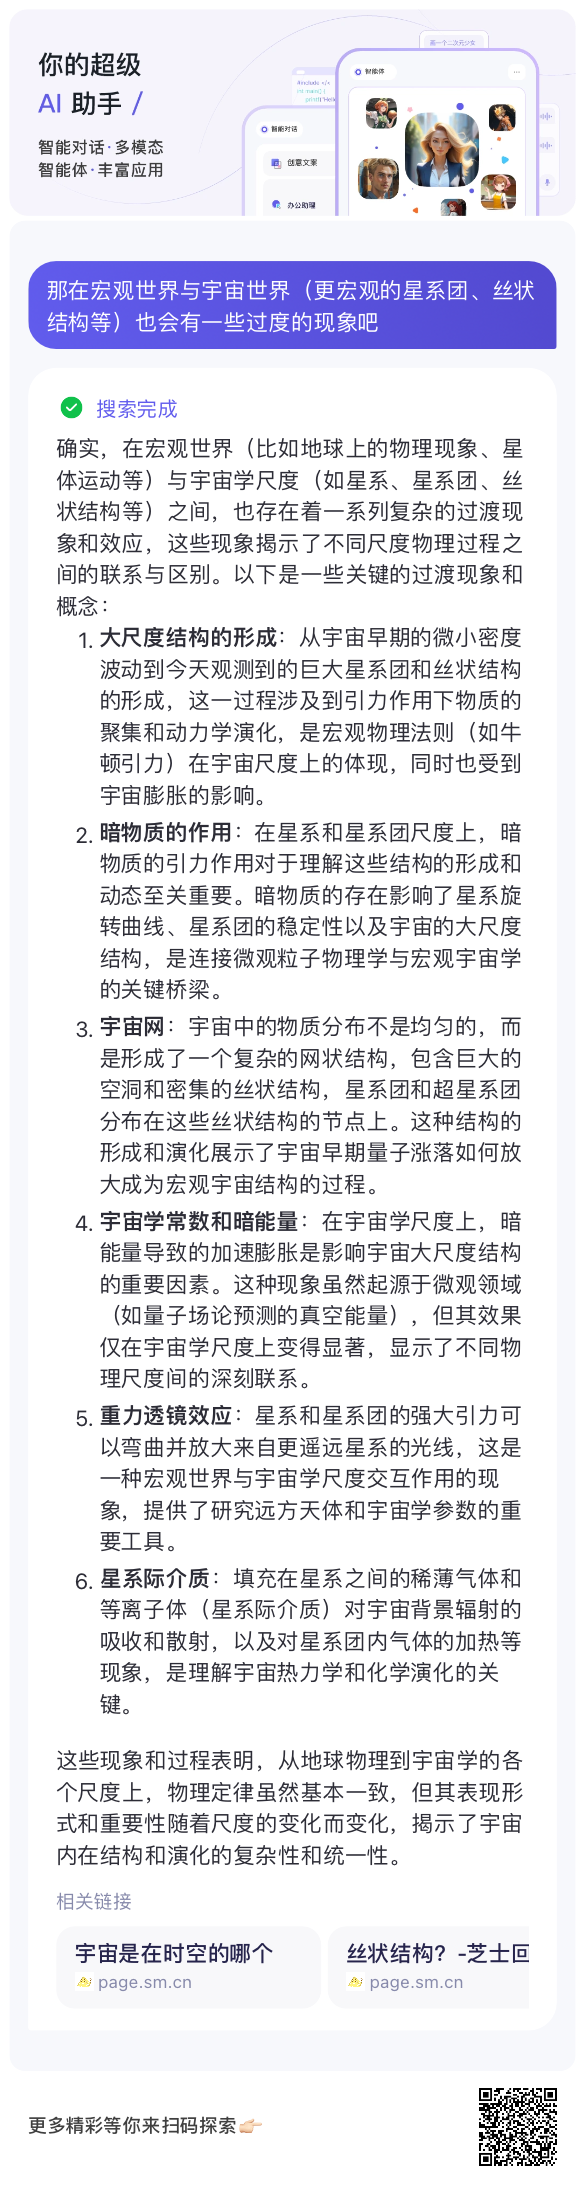 你的超级
AI 助手 /
智能对话·多模态
智能体·丰富应用
画一个二次元少女
#include </>
int main() {
print("Hello
智能对话
创意文案
办公助理
智能体
那在宏观世界与宇宙世界（更宏观的星系团、丝状
结构等）也会有一些过度的现象吧
搜索完成
确实，在宏观世界（比如地球上的物理现象、星
体运动等）与宇宙学尺度（如星系、星系团、丝
状结构等）之间，也存在着一系列复杂的过渡现
象和效应，这些现象揭示了不同尺度物理过程之
间的联系与区别。以下是一些关键的过渡现象和
概念：
1. 大尺度结构的形成：从宇宙早期的微小密度
波动到今天观测到的巨大星系团和丝状结构
的形成，这一过程涉及到引力作用下物质的
聚集和动力学演化，是宏观物理法则（如牛
顿引力）在宇宙尺度上的体现，同时也受到
宇宙膨胀的影响。
2. 暗物质的作用：在星系和星系团尺度上，暗
物质的引力作用对于理解这些结构的形成和
动态至关重要。暗物质的存在影响了星系旋
转曲线、星系团的稳定性以及宇宙的大尺度
结构，是连接微观粒子物理学与宏观宇宙学
的关键桥梁。
3. 宇宙网：宇宙中的物质分布不是均匀的，而
是形成了一个复杂的网状结构，包含巨大的
空洞和密集的丝状结构，星系团和超星系团
分布在这些丝状结构的节点上。这种结构的
形成和演化展示了宇宙早期量子涨落如何放
大成为宏观宇宙结构的过程。
4. 宇宙学常数和暗能量：在宇宙学尺度上，暗
能量导致的加速膨胀是影响宇宙大尺度结构
的重要因素。这种现象虽然起源于微观领域
（如量子场论预测的真空能量），但其效果
仅在宇宙学尺度上变得显著，显示了不同物
理尺度间的深刻联系。
5. 重力透镜效应：星系和星系团的强大引力可
以弯曲并放大来自更遥远星系的光线，这是
一种宏观世界与宇宙学尺度交互作用的现
象，提供了研究远方天体和宇宙学参数的重
要工具。
6. 星系际介质：填充在星系之间的稀薄气体和
等离子体（星系际介质）对宇宙背景辐射的
吸收和散射，以及对星系团内气体的加热等
现象，是理解宇宙热力学和化学演化的关
键。
这些现象和过程表明，从地球物理到宇宙学的各
个尺度上，物理定律虽然基本一致，但其表现形
式和重要性随着尺度的变化而变化，揭示了宇宙
内在结构和演化的复杂性和统一性。
相关链接
宇宙是在时空的哪个
page.sm.cn
丝状结构？-芝士回
page.sm.cn
更多精彩等你来扫码探索👉🏻